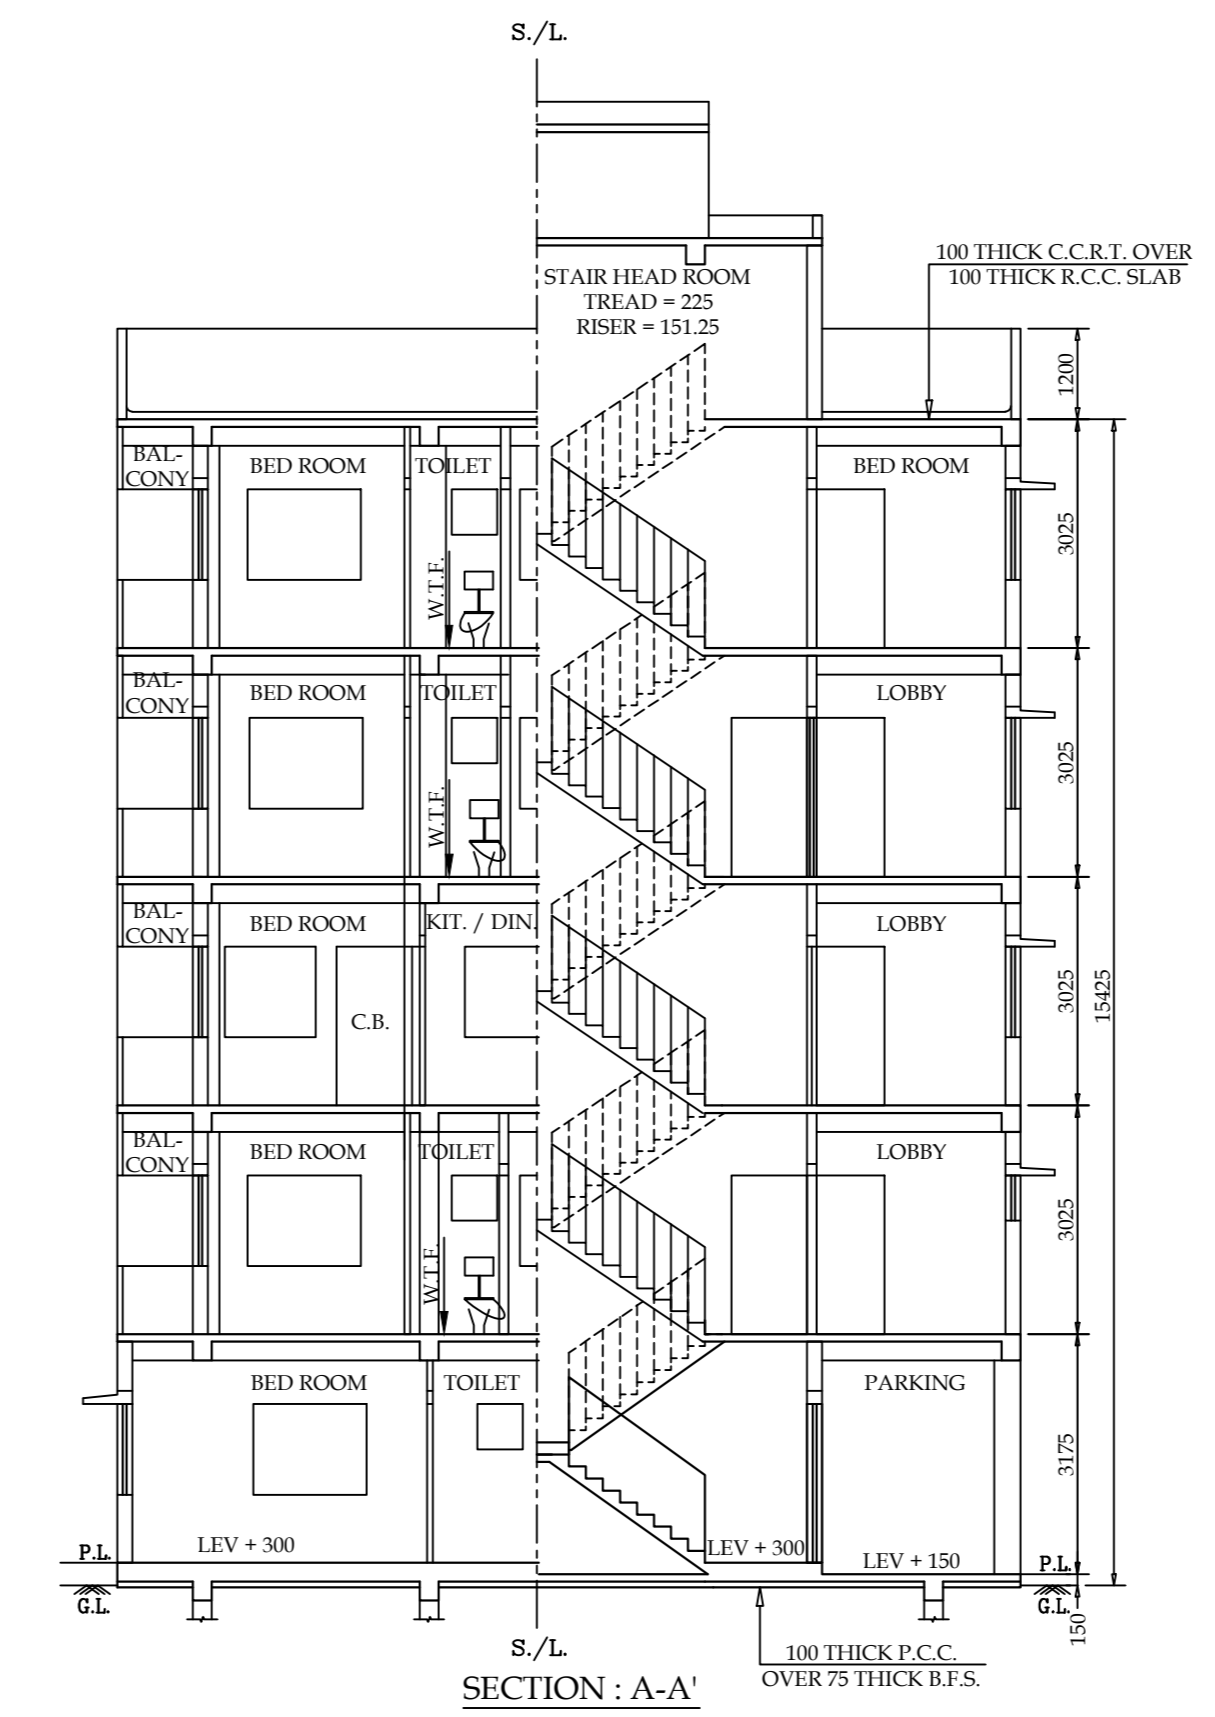 S./L.
100 THICK C.C.R.T. OVER
100 THICK R.C.C. SLAB
STAIR HEAD ROOM
TREAD = 225
RISER = 151.25
1200
BAL-
CONY
BED ROOM
TOILET
BED ROOM
W.T.F.
3025
BAL-
CONY
BED ROOM
TOILET
LOBBY
W.T.F.
3025
BAL-
CONY
BED ROOM
KIT. / DIN.
LOBBY
C.B.
3025
15425
BAL-
CONY
BED ROOM
TOILET
LOBBY
W.T.F.
3025
BED ROOM
TOILET
PARKING
3175
LEV + 300
LEV + 300
LEV + 150
P.L.
P.L.
G.L.
G.L.
150
S./L.
100 THICK P.C.C.
OVER 75 THICK B.F.S.
SECTION : A-A'